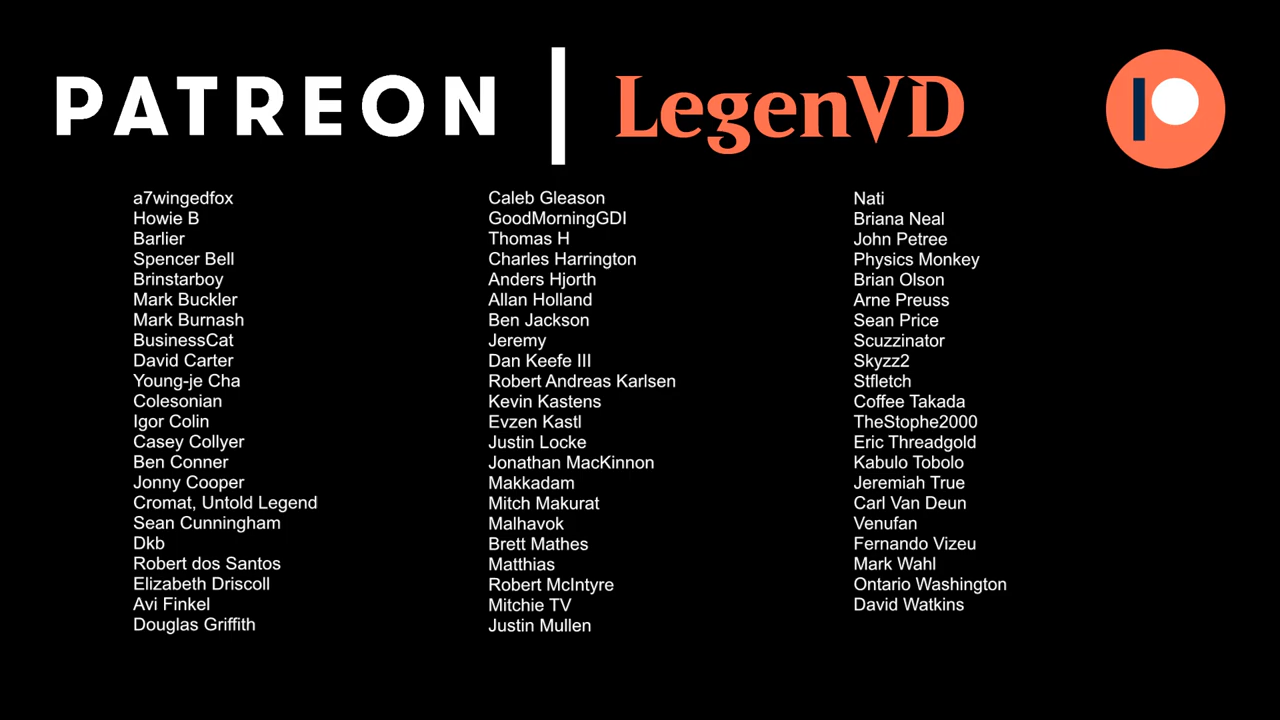 PATREON | LegenVD
a7wingedfox
Howie B
Barlier
Spencer Bell
Brinstarboy
Mark Buckler
Mark Burnash
BusinessCat
David Carter
Young-je Cha
Colesonian
Igor Colin
Casey Collyer
Ben Conner
Jonny Cooper
Cromat, Untold Legend
Sean Cunningham
Dkb
Robert dos Santos
Elizabeth Driscoll
Avi Finkel
Douglas Griffith
Caleb Gleason
GoodMorningGDI
Thomas H
Charles Harrington
Anders Hjorth
Allan Holland
Ben Jackson
Jeremy
Dan Keefe III
Robert Andreas Karlsen
Kevin Kastens
Evzen Kastl
Justin Locke
Jonathan MacKinnon
Makkadam
Mitch Makurat
Malhavok
Brett Mathes
Matthias
Robert McIntyre
Mitchie TV
Justin Mullen
Nati
Briana Neal
John Petree
Physics Monkey
Brian Olson
Arne Preuss
Sean Price
Scuzzinator
Skyzz2
Stfletch
Coffee Takada
TheStophe2000
Eric Threadgold
Kabulo Tobolo
Jeremiah True
Carl Van Deun
Venufan
Fernando Vizeu
Mark Wahl
Ontario Washington
David Watkins